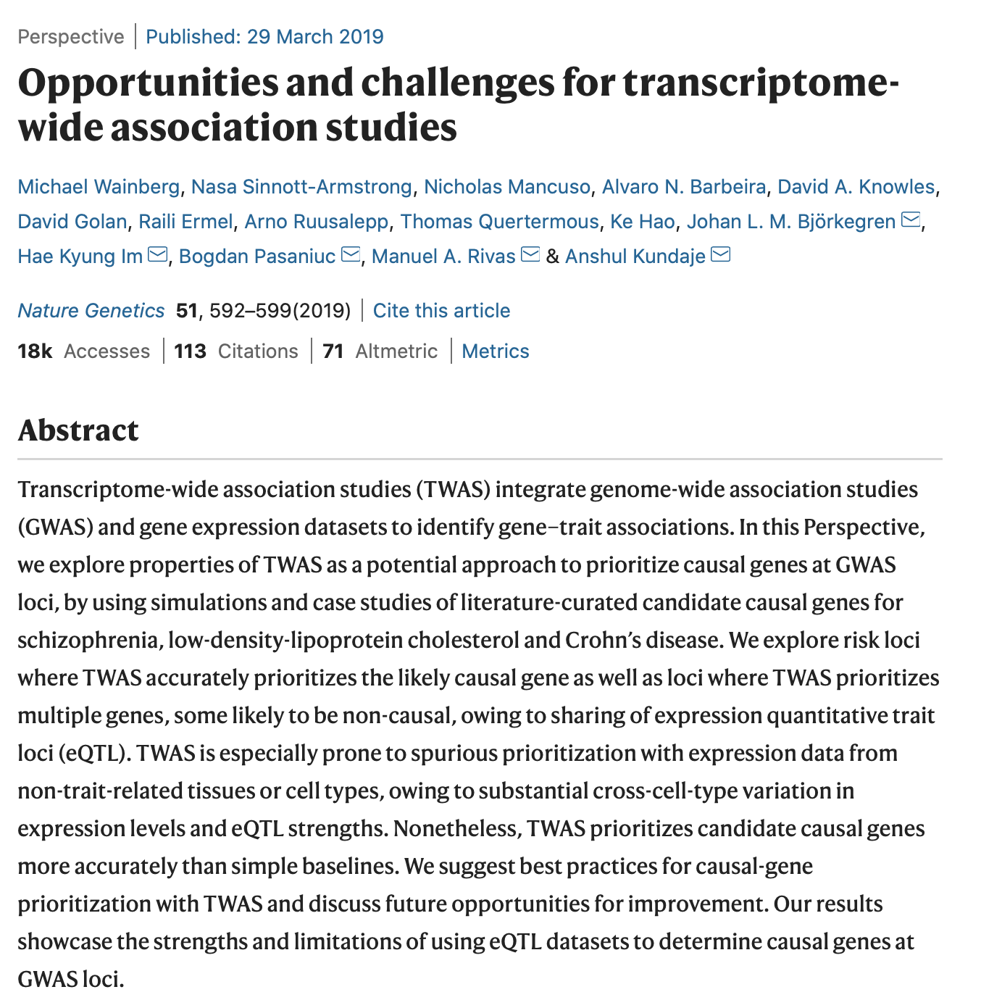 Perspective | Published: 29 March 2019
Opportunities and challenges for transcriptome-
wide association studies
Michael Wainberg, Nasa Sinnott-Armstrong, Nicholas Mancuso, Alvaro N. Barbeira, David A. Knowles,
David Golan, Raili Ermel, Arno Ruusalepp, Thomas Quertermous, Ke Hao, Johan L. M. Björkegren,
Hae Kyung Im, Bogdan Pasaniuc, Manuel A. Rivas & Anshul Kundaje
Nature Genetics 51, 592–599(2019) | Cite this article
18k Accesses | 113 Citations | 71 Altmetric | Metrics
Abstract
Transcriptome-wide association studies (TWAS) integrate genome-wide association studies
(GWAS) and gene expression datasets to identify gene–trait associations. In this Perspective,
we explore properties of TWAS as a potential approach to prioritize causal genes at GWAS
loci, by using simulations and case studies of literature-curated candidate causal genes for
schizophrenia, low-density-lipoprotein cholesterol and Crohn’s disease. We explore risk loci
where TWAS accurately prioritizes the likely causal gene as well as loci where TWAS prioritizes
multiple genes, some likely to be non-causal, owing to sharing of expression quantitative trait
loci (eQTL). TWAS is especially prone to spurious prioritization with expression data from
non-trait-related tissues or cell types, owing to substantial cross-cell-type variation in
expression levels and eQTL strengths. Nonetheless, TWAS prioritizes candidate causal genes
more accurately than simple baselines. We suggest best practices for causal-gene
prioritization with TWAS and discuss future opportunities for improvement. Our results
showcase the strengths and limitations of using eQTL datasets to determine causal genes at
GWAS loci.